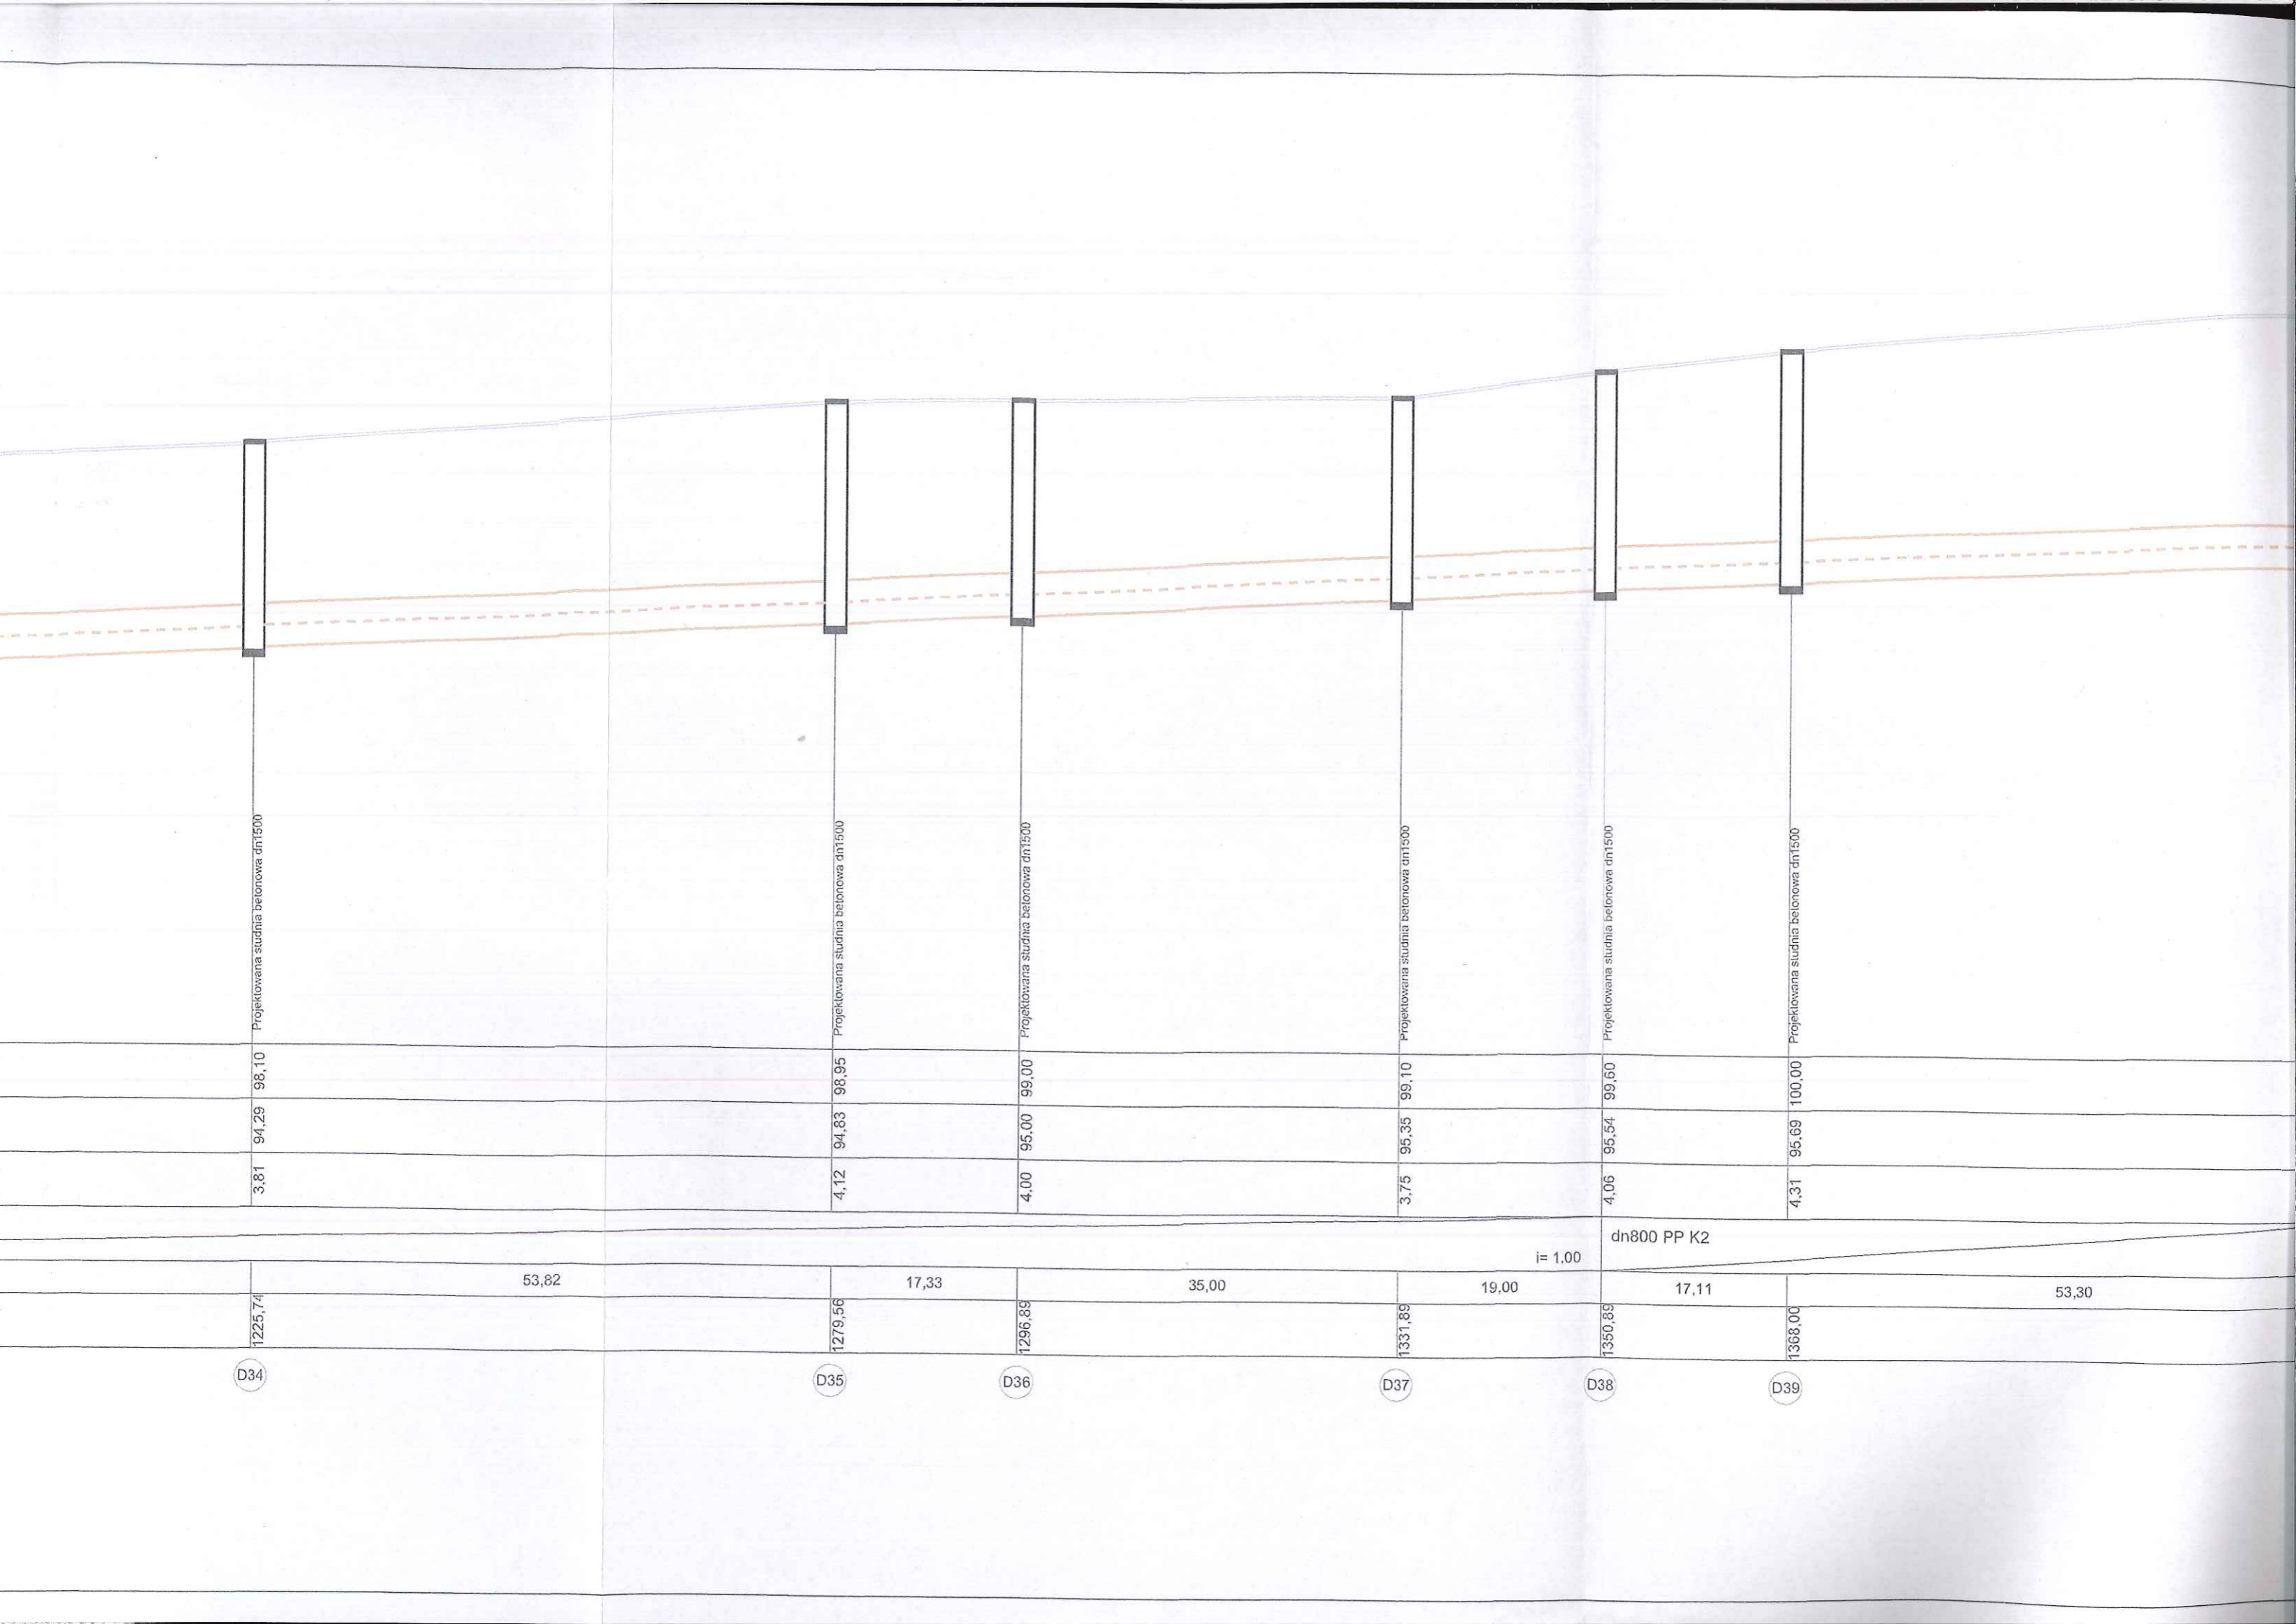 Projektowana studnia betonowa dn1500
Projektowana studnia betonowa dn1500
Projektowana studnia betonowa dn1500
Projektowana studnia betonowa dn1500
Projektowana studnia betonowa dn1500
Projektowana studnia betonowa dn1500
98,10
98,95
99,00
99,10
99,60
100,00
94,29
94,83
95,00
95,35
95,54
95,69
3,81
4,12
4,00
3,75
4,06
4,31
dn800 PP K2
i= 1,00
53,82
17,33
35,00
19,00
17,11
53,30
1225,74
1279,56
1296,89
1331,89
1350,89
1368,00
D34
D35
D36
D37
D38
D39